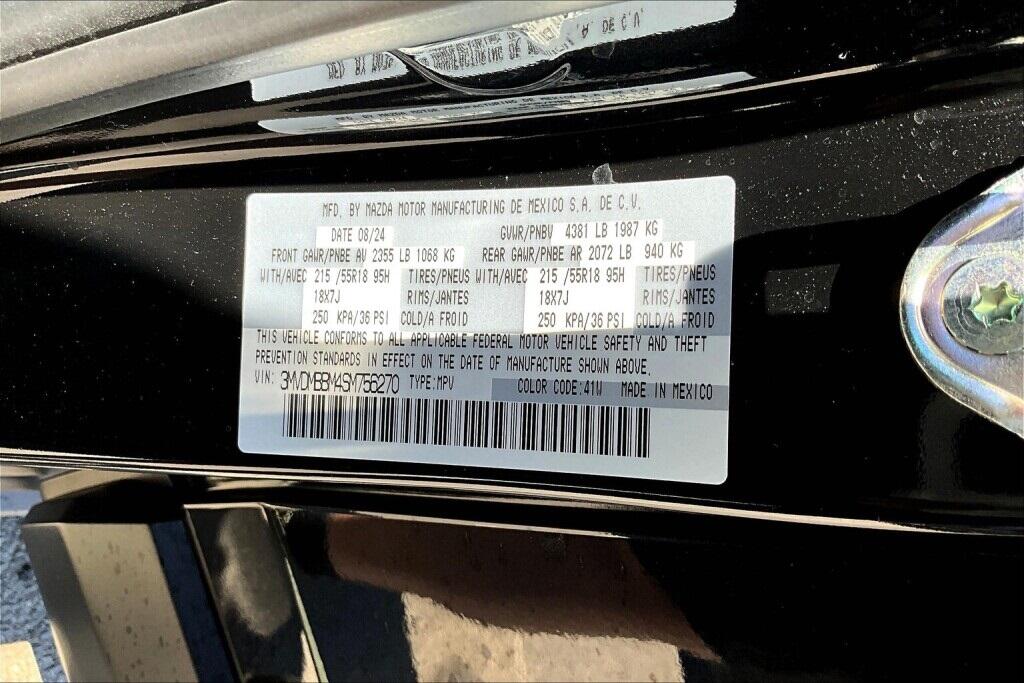 MFD. BY MAZDA MOTOR MANUFACTURING DE MEXICO S.A. DE C.V.
DATE 08/24 GVWR/PNBV 4381 LB 1987 KG
FRONT GAWR/PNBE AV 2355 LB 1068 KG REAR GAWR/PNBE AR 2072 LB 940 KG
WITH/AVEC 215 /55R18 95H TIRES/PNEUS WITH/AVEC 215 /55R18 95H TIRES/PNEUS
18X7J RIMS/JANTES 18X7J RIMS/JANTES
250 KPA/36 PSI COLD/A FROID 250 KPA/36 PSI COLD/A FROID
THIS VEHICLE CONFORMS TO ALL APPLICABLE FEDERAL MOTOR VEHICLE SAFETY AND THEFT
PREVENTION STANDARDS IN EFFECT ON THE DATE OF MANUFACTURE SHOWN ABOVE.
VIN: 3MVDMBBM4SM756270 TYPE:MPV COLOR CODE:41W MADE IN MEXICO